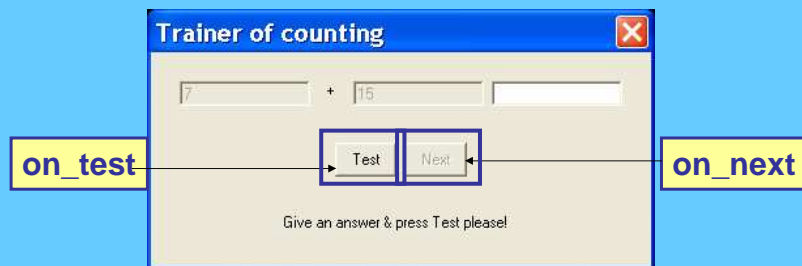 Trainer of counting
7 + 15
on_test Test Next on_next
Give an answer & press Test please!